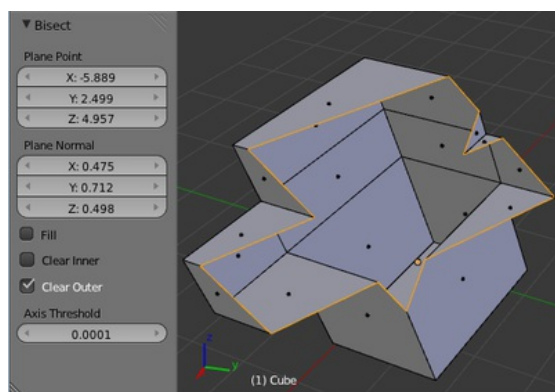 Bisect
Plane Point
X: -5.889
Y: 2.499
Z: 4.957
Plane Normal
X: 0.475
Y: 0.712
Z: 0.498
Fill
Clear Inner
Clear Outer
Axis Threshold
0.0001
z
y
(1) Cube